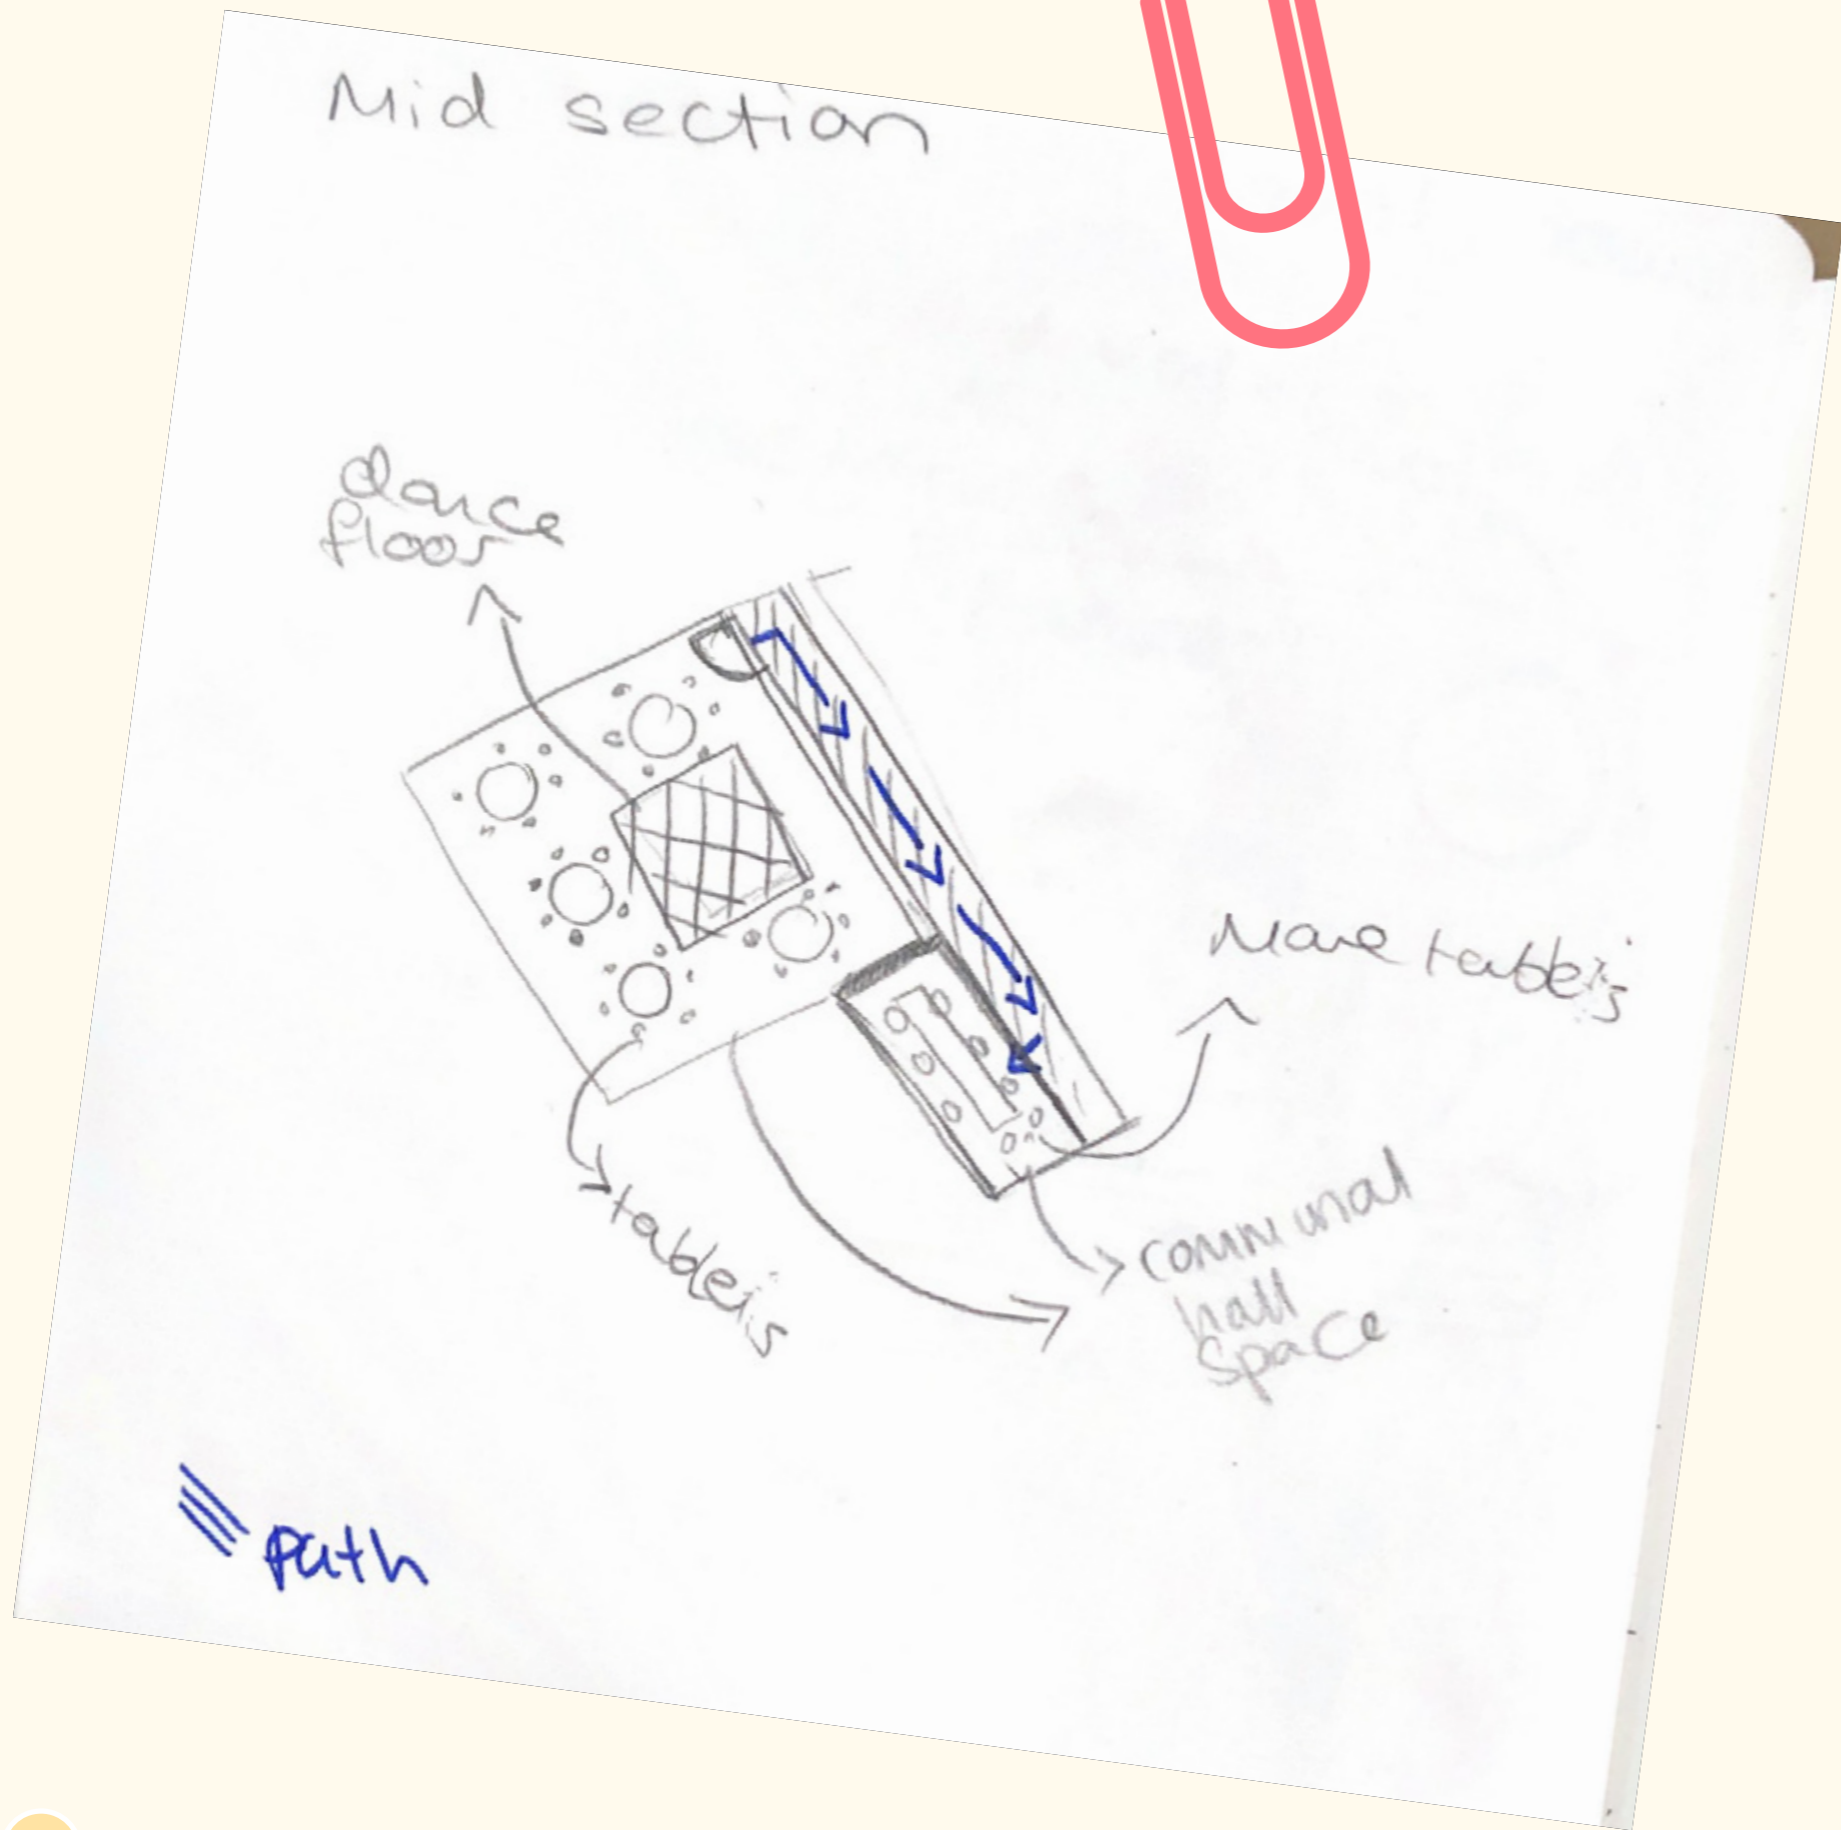 Mid section
dance
floor
More tables
tables
communal
hall
space
path